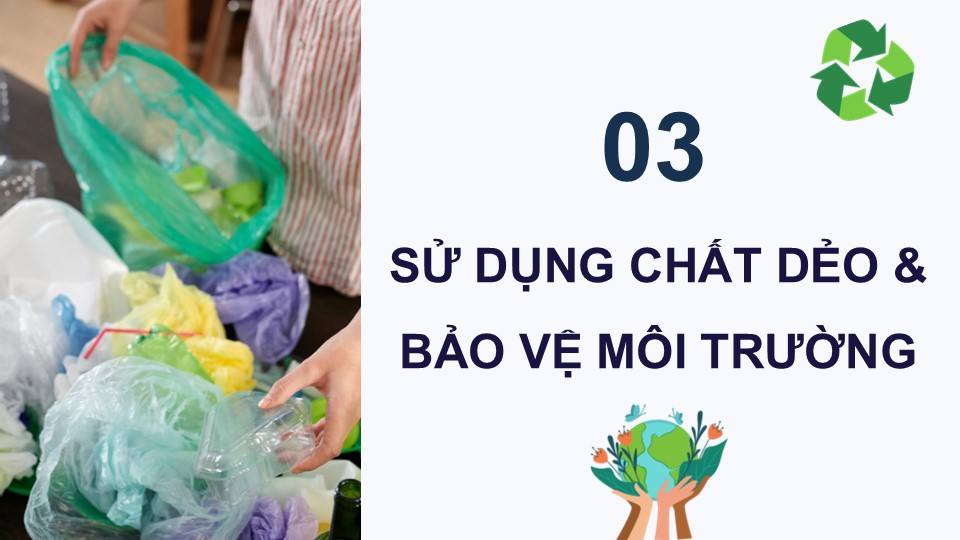 03
SỬ DỤNG CHẤT DẺO &
BẢO VỆ MÔI TRƯỜNG